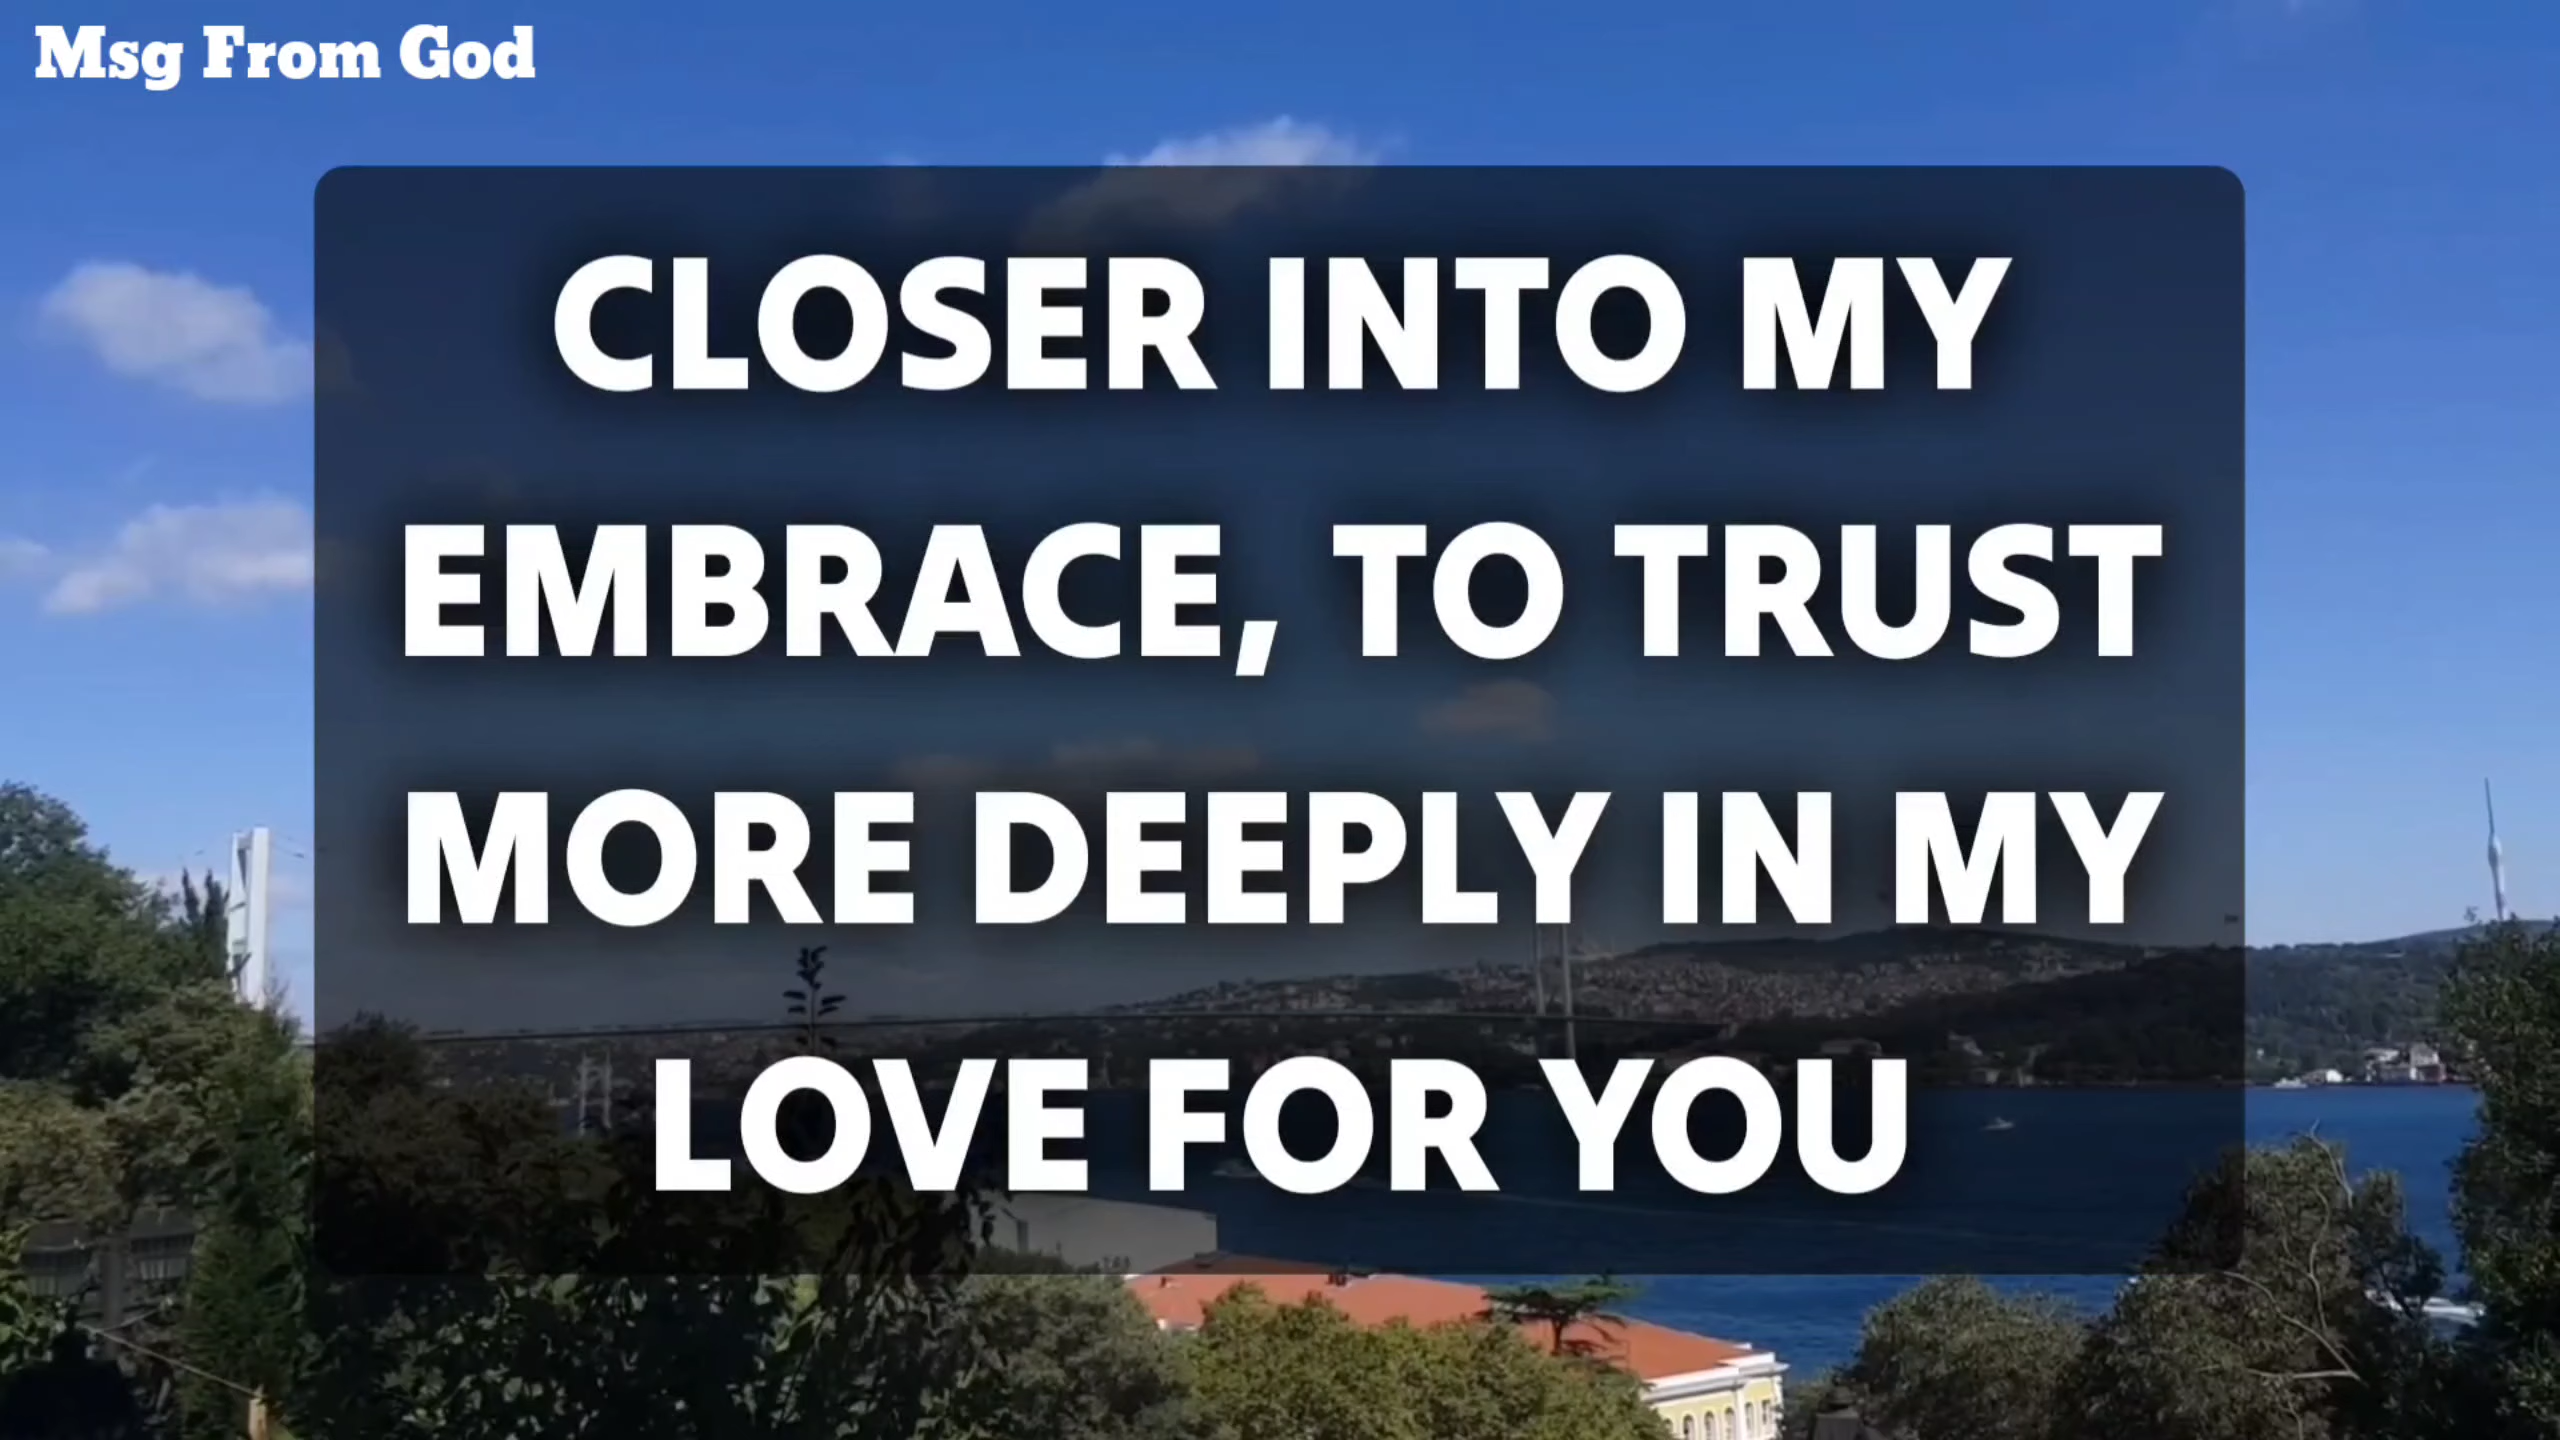 Msg From God
CLOSER INTO MY
EMBRACE, TO TRUST
MORE DEEPLY IN MY
LOVE FOR YOU